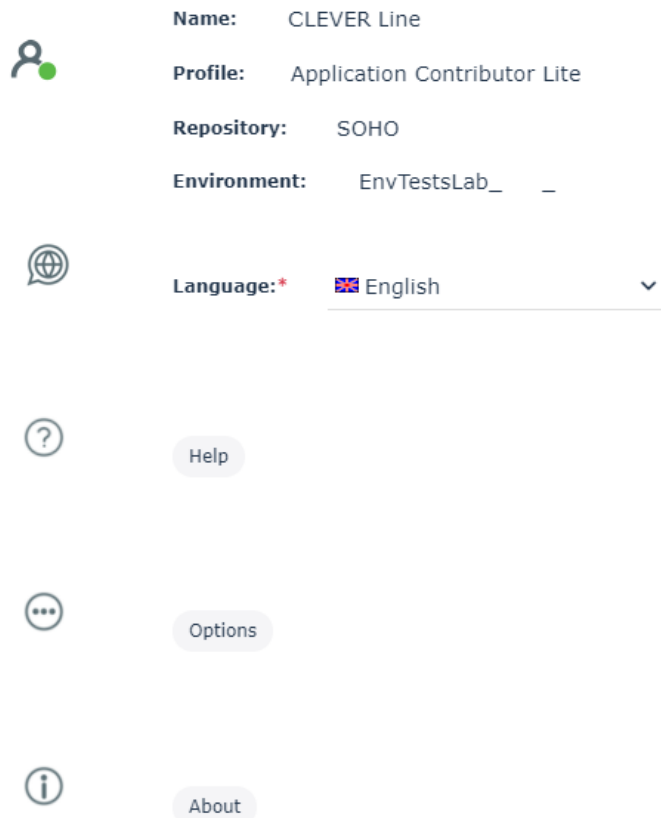 Name: CLEVER Line
Profile: Application Contributor Lite
Repository: SOHO
Environment: EnvTestsLab_ _
Language:* English
Help
Options
About